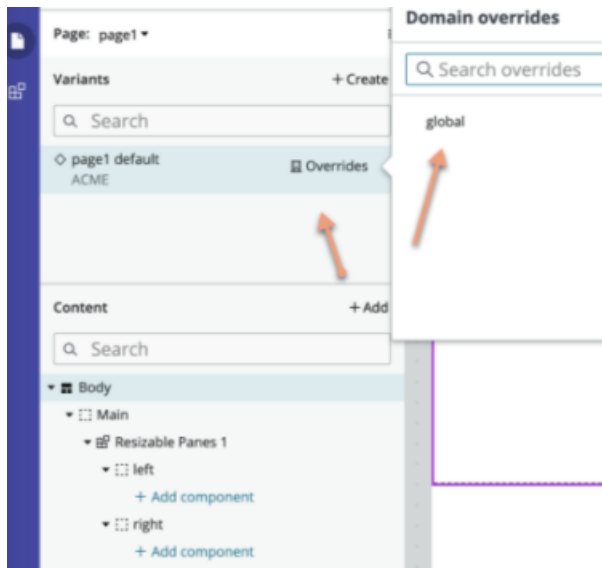 Page: page1
Variants
+ Create
Search
page1 default
ACME
Overrides
Content
+ Add
Search
Body
Main
Resizable Panes 1
left
+ Add component
right
+ Add component
Domain overrides
Search overrides
global